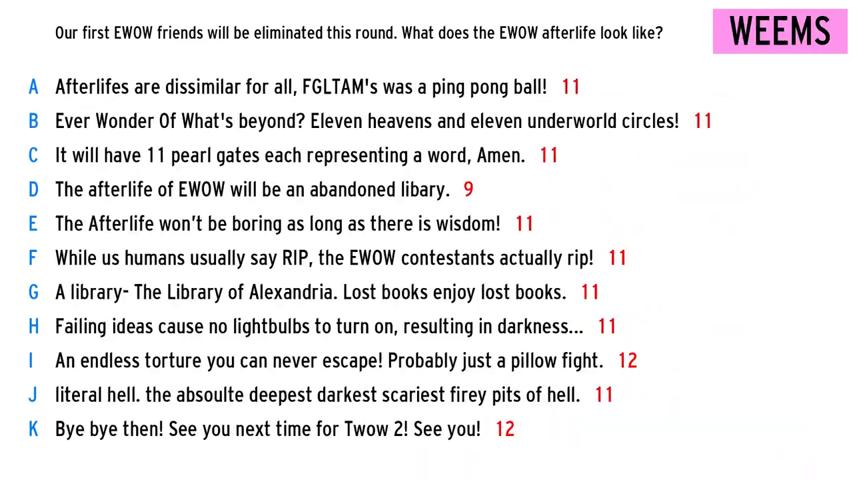 Our first EWOW friends will be eliminated this round. What does the EWOW afterlife look like?
WEEMS
A Afterlifes are dissimilar for all, FGLTAM's was a ping pong ball! 11
B Ever Wonder Of What's beyond? Eleven heavens and eleven underworld circles! 11
C It will have 11 pearl gates each representing a word, Amen. 11
D The afterlife of EWOW will be an abandoned libary. 9
E The Afterlife won't be boring as long as there is wisdom! 11
F While us humans usually say RIP, the EWOW contestants actually rip! 11
G A library- The Library of Alexandria. Lost books enjoy lost books. 11
H Failing ideas cause no lightbulbs to turn on, resulting in darkness... 11
I An endless torture you can never escape! Probably just a pillow fight. 12
J literal hell. the absoulte deepest darkest scariest firey pits of hell. 11
K Bye bye then! See you next time for Twow 2! See you! 12